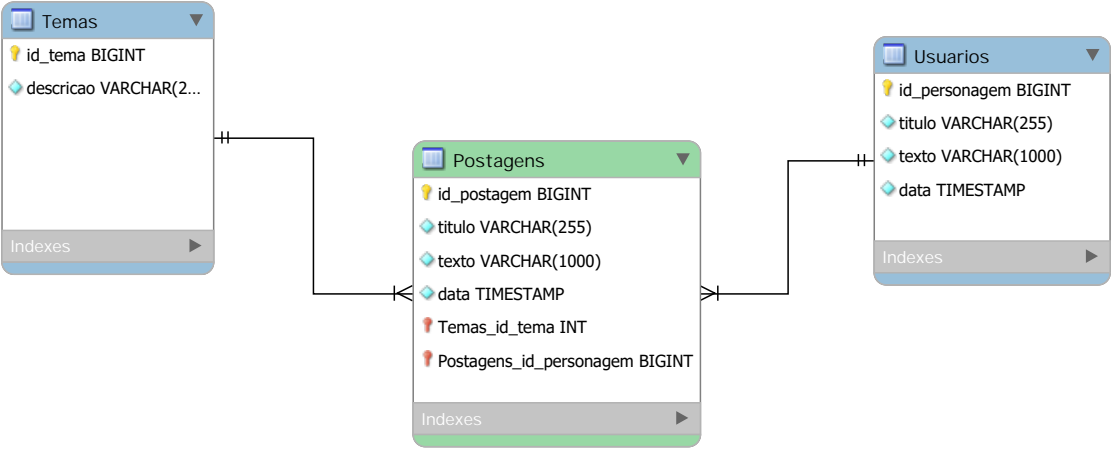 Temas
id_tema BIGINT
descricao VARCHAR(2...
Indexes
Postagens
id_postagem BIGINT
titulo VARCHAR(255)
texto VARCHAR(1000)
data TIMESTAMP
Temas_id_tema INT
Postagens_id_personagem BIGINT
Indexes
Usuarios
id_personagem BIGINT
titulo VARCHAR(255)
texto VARCHAR(1000)
data TIMESTAMP
Indexes